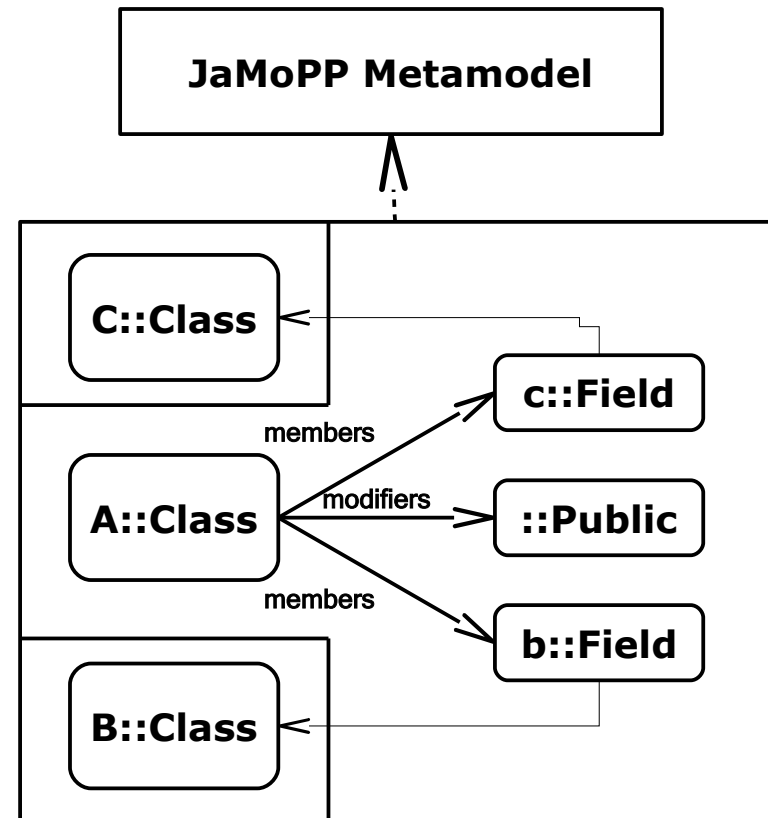 JaMoPP Metamodel
C::Class
c::Field
members
A::Class
modifiers
::Public
members
b::Field
B::Class